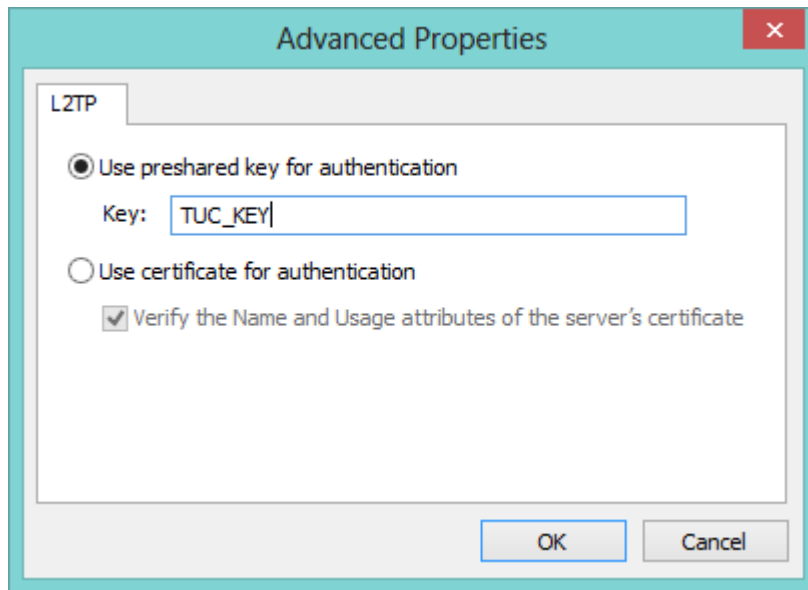 Advanced Properties
L2TP
Use preshared key for authentication
Key: TUC_KEY
Use certificate for authentication
Verify the Name and Usage attributes of the server's certificate
OK Cancel